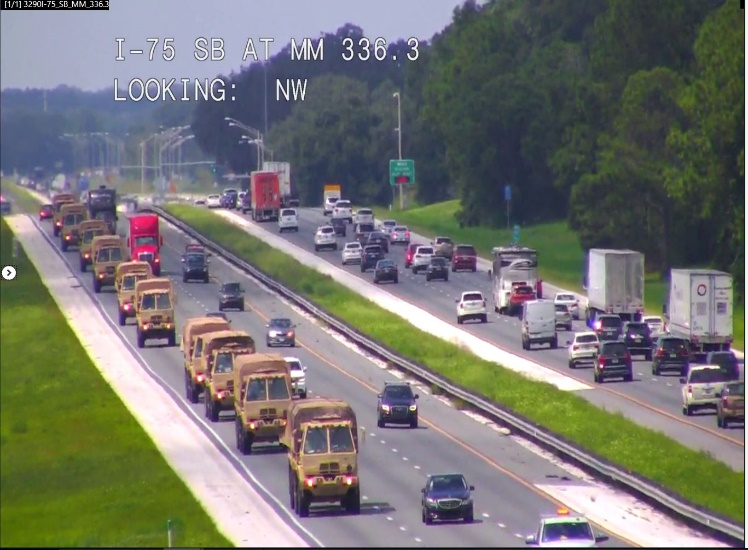 [1/1] 3290I-75_SB_MM_336.3
I-75 SB AT MM 336.3
LOOKING: NW